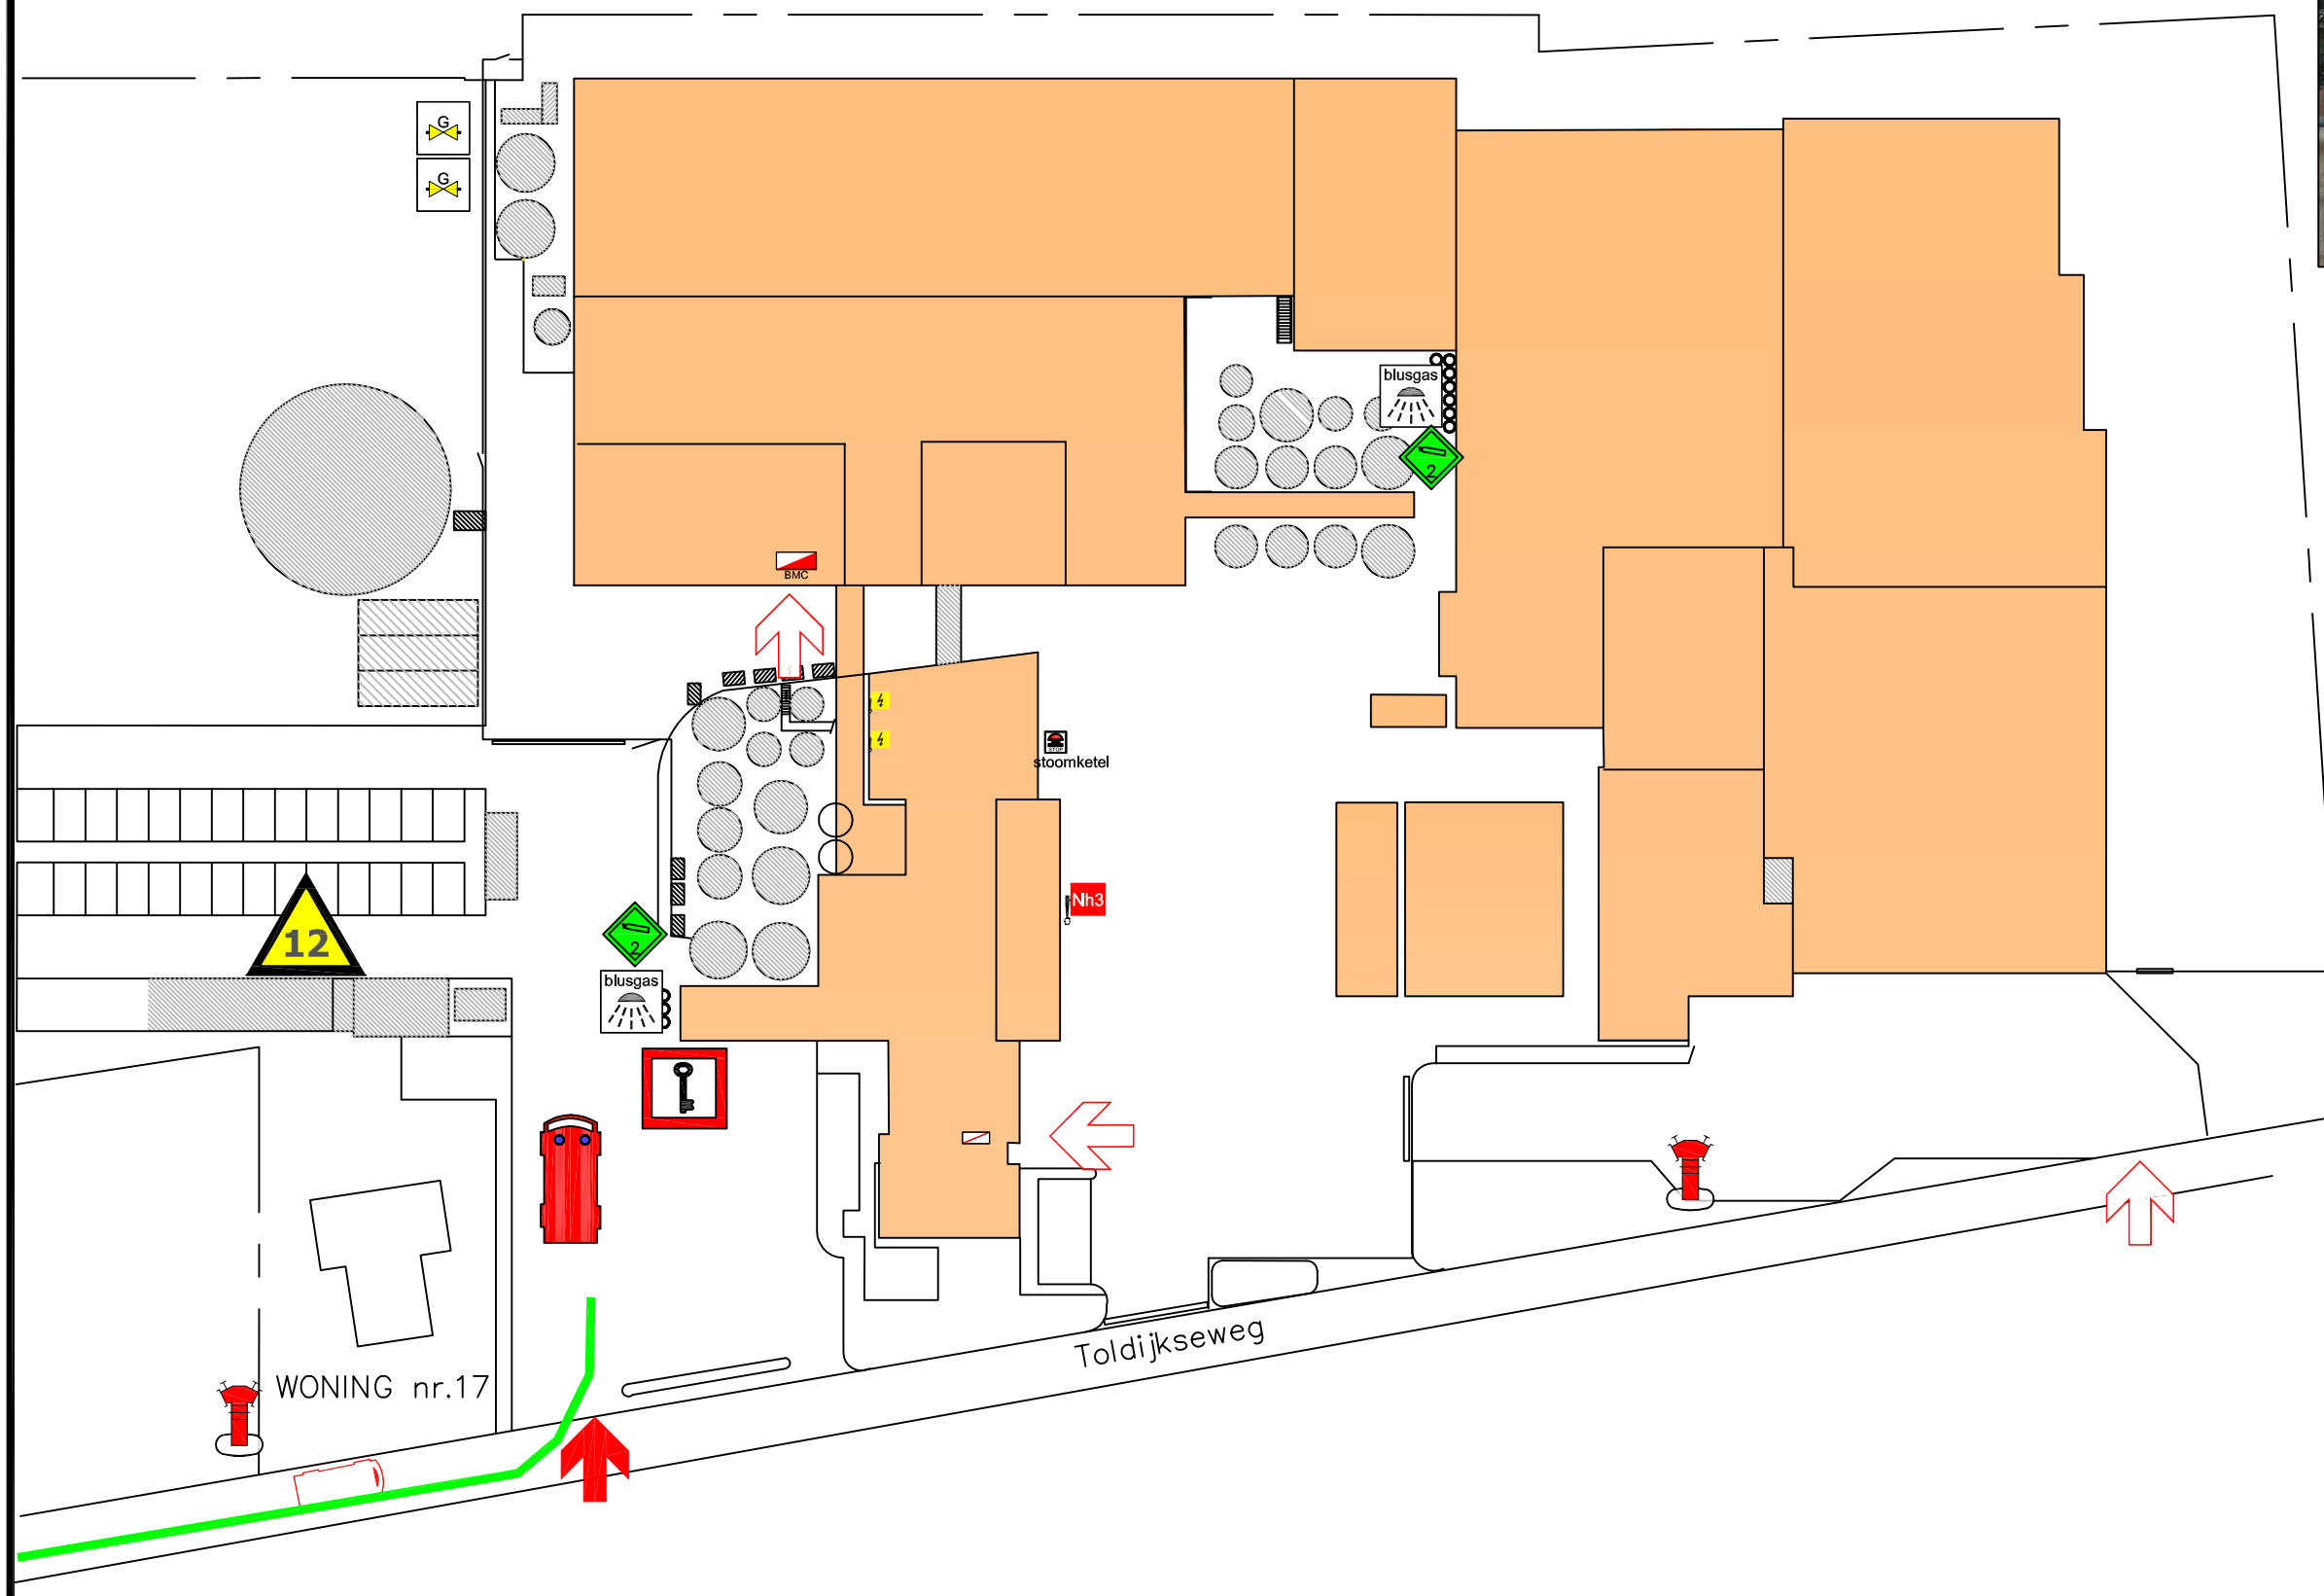 G
G
blusgas
2
BMC
stoomketel
Nh3
12
2
blusgas
Toldijkseweg
WONING nr.17